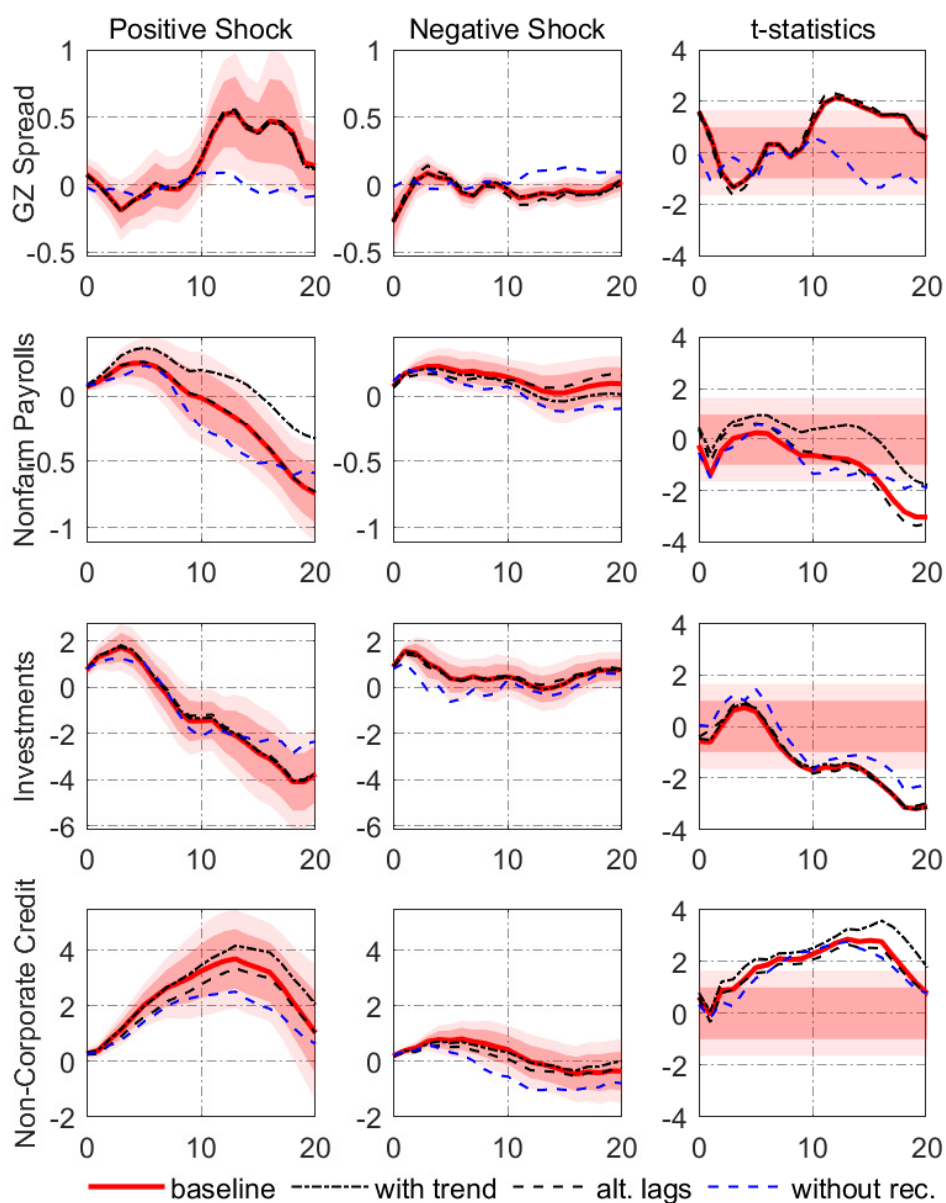 Positive Shock Negative Shock t-statistics
GZ Spread
1
0.5
0
-0.5
0 10 20
1
0.5
0
-0.5
0 10 20
4
2
0
-2
-4
0 10 20
Nonfarm Payrolls
0
-0.5
-1
0 10 20
0
-0.5
-1
0 10 20
4
2
0
-2
-4
0 10 20
Investments
2
0
-2
-4
-6
0 10 20
2
0
-2
-4
-6
0 10 20
4
2
0
-2
-4
0 10 20
Non-Corporate Credit
4
2
0
-2
0 10 20
4
2
0
-2
0 10 20
4
2
0
-2
-4
0 10 20
baseline with trend alt. lags without rec.